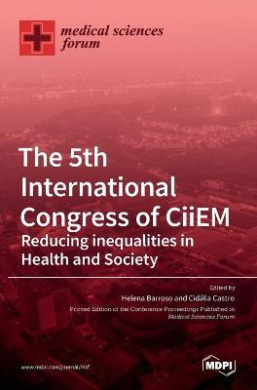 medical sciences
forum
The 5th
International
Congress of CiiEM
Reducing inequalities in
Health and Society
Edited by
Helena Barroso and Cidália Castro
Printed Edition of the Conference Proceedings Published in
Medical Sciences Forum
www.mdpi.com/journal/msf
MDPI